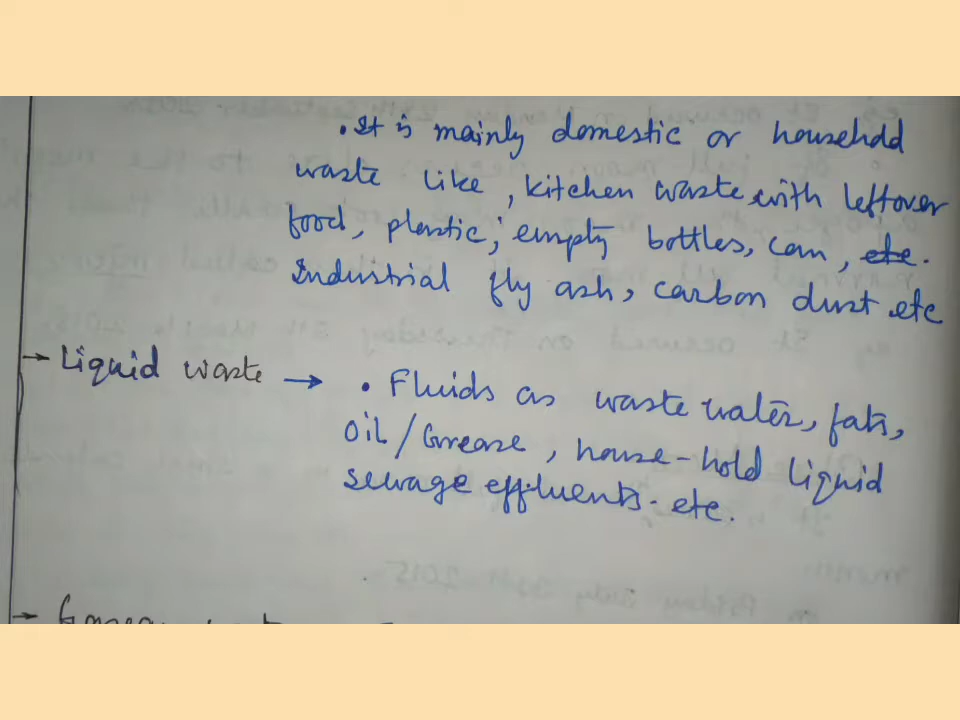 • It is mainly domestic or household
waste like, kitchen waste with leftover
food, plastic, empty bottles, can, etc.
Industrial fly ash, carbon dust etc
→ Liquid waste → • Fluids as waste water, fats,
Oil/Grease, house-hold liquid
sewage effluents. etc.